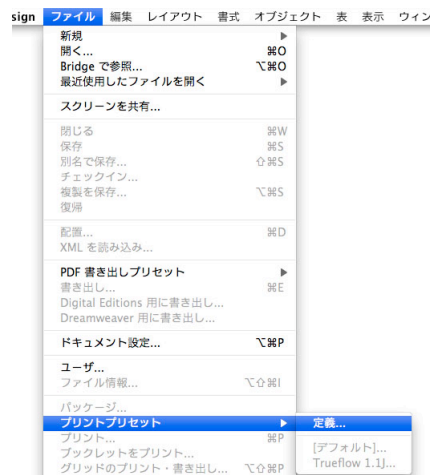 sign ファイル 編集 レイアウト 書式 オブジェクト 表 表示 ウィン
新規 ▶
開く... ⌘O
Bridge で参照... ⌥⌘O
最近使用したファイルを開く ▶
スクリーンを共有...
閉じる ⌘W
保存 ⌘S
別名で保存... ⇧⌘S
チェックイン...
複製を保存... ⌥⌘S
復帰
配置... ⌘D
XML を読み込み...
PDF 書き出しプリセット ▶
書き出し... ⌘E
Digital Editions 用に書き出し...
Dreamweaver 用に書き出し...
ドキュメント設定... ⌥⌘P
ユーザ...
ファイル情報... ⌥⇧⌘I
パッケージ...
プリントプリセット ▶ 定義...
プリント... ⌘P
[デフォルト]...
ブックレットをプリント...
Trueflow 1.1J...
グリッドのプリント・書き出し... ⌥⇧⌘P